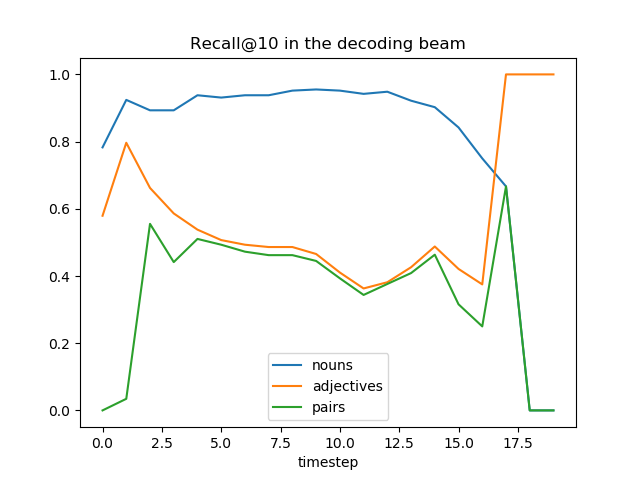 Recall@10 in the decoding beam
1.0
0.8
0.6
0.4
0.2
0.0
nouns
adjectives
pairs
0.0 2.5 5.0 7.5 10.0 12.5 15.0 17.5
timestep